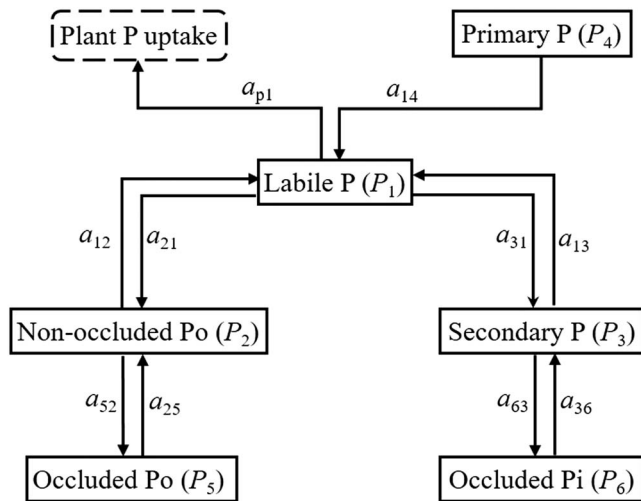 Plant P uptake
Primary P (P₄)
aₚ₁
a₁₄
Labile P (P₁)
a₁₂
a₂₁
a₃₁
a₁₃
Non-occluded Po (P₂)
Secondary P (P₃)
a₅₂
a₂₅
a₆₃
a₃₆
Occluded Po (P₅)
Occluded Pi (P₆)